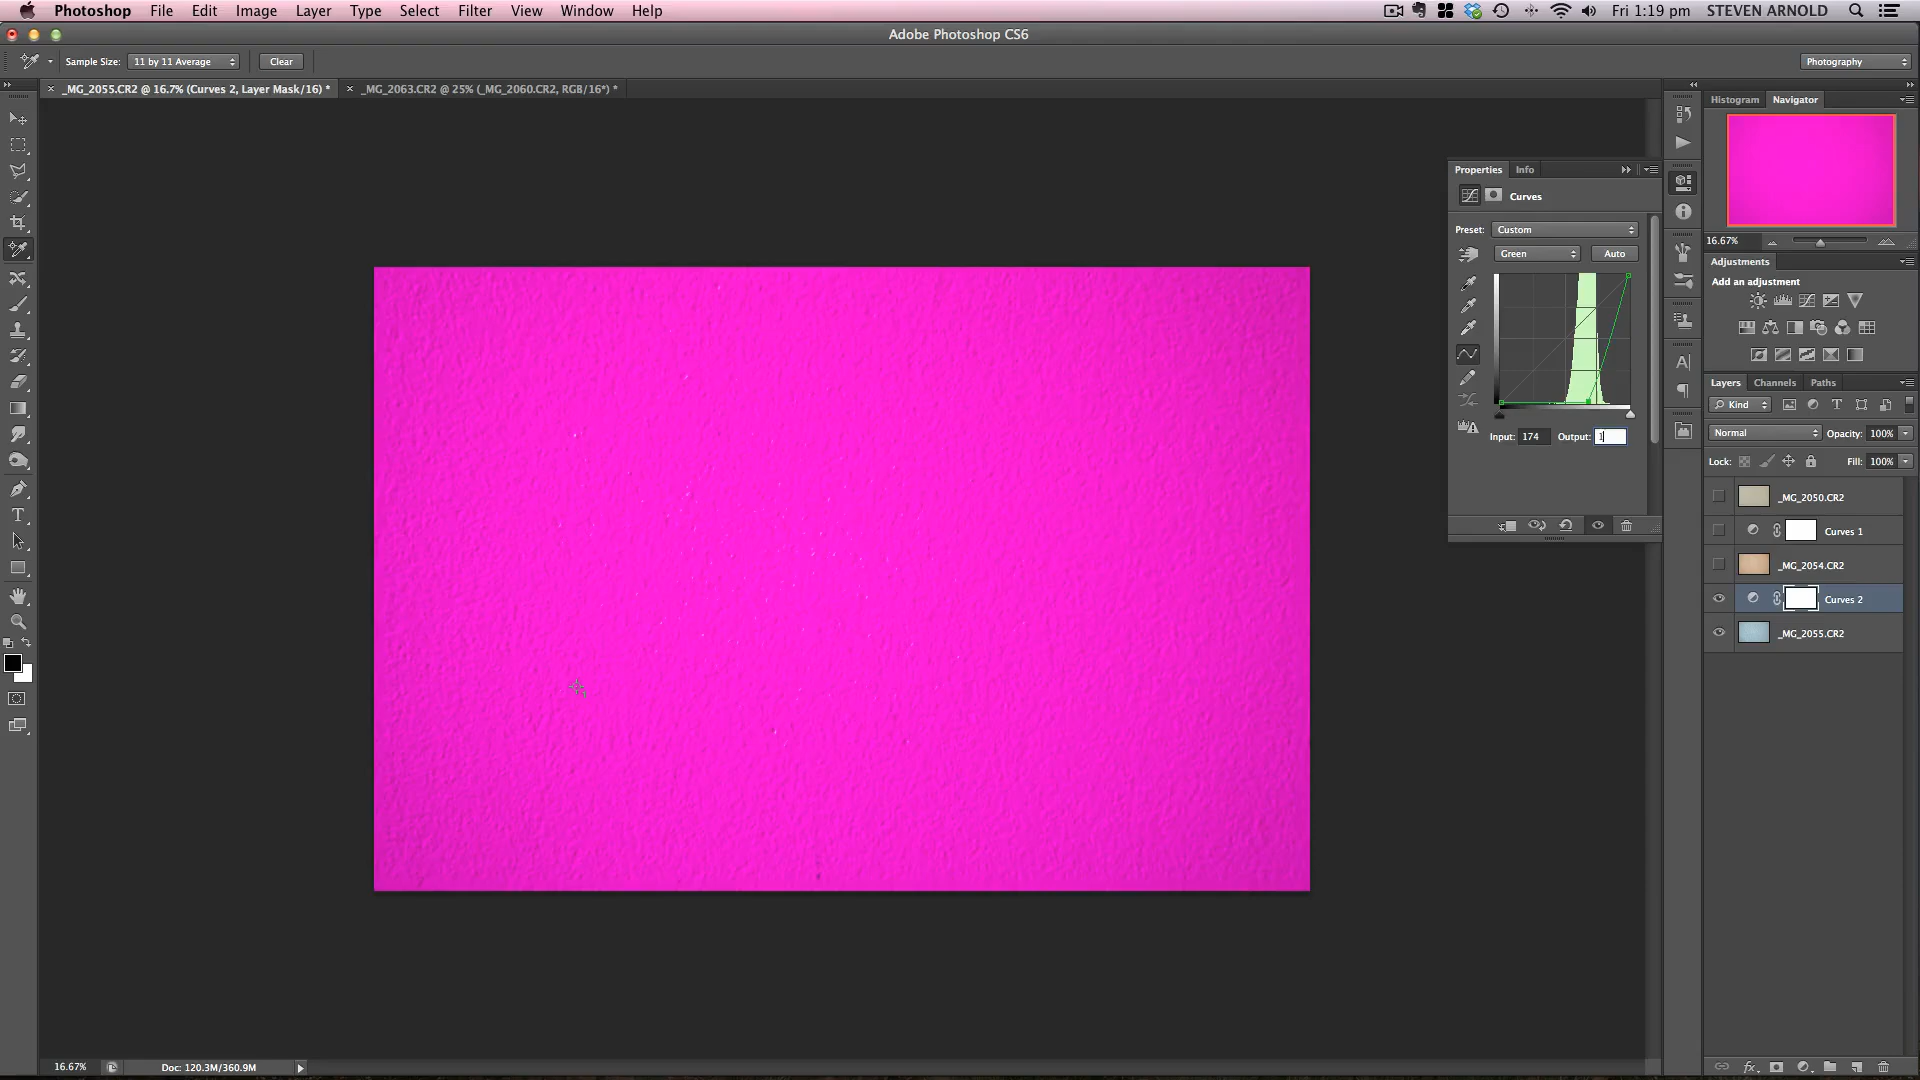 Photoshop File Edit Image Layer Type Select Filter View Window Help Fri 1:19 pm STEVEN ARNOLD
Adobe Photoshop CS6
Sample Size: 11 by 11 Average Clear Photography
_MG_2055.CR2 @ 16.7% (Curves 2, Layer Mask/16) * _MG_2063.CR2 @ 25% (_MG_2060.CR2, RGB/16*) *
Histogram Navigator
16.67%
Adjustments
Add an adjustment
Properties Info
Curves
Preset: Custom
Green Auto
Input: 174 Output: 1
Layers Channels Paths
Kind
Normal Opacity: 100%
Lock: Fill: 100%
_MG_2050.CR2
Curves 1
_MG_2054.CR2
Curves 2
_MG_2055.CR2
16.67% Doc: 120.3M/360.9M